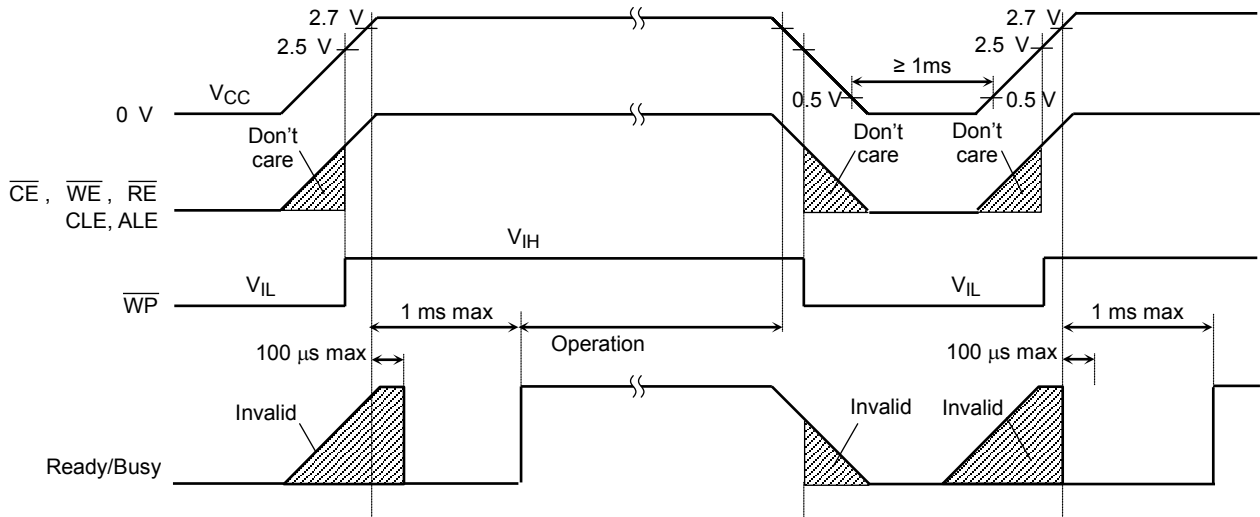 2.7 V
2.5 V
0 V
VCC
0.5 V
≥ 1ms
2.7 V
2.5 V
0.5 V
Don't
care
Don't
care
Don't
care
CE , WE , RE
CLE, ALE
VIH
WP
VIL
VIL
1 ms max
Operation
1 ms max
100 μs max
100 μs max
Invalid
Invalid
Invalid
Ready/Busy